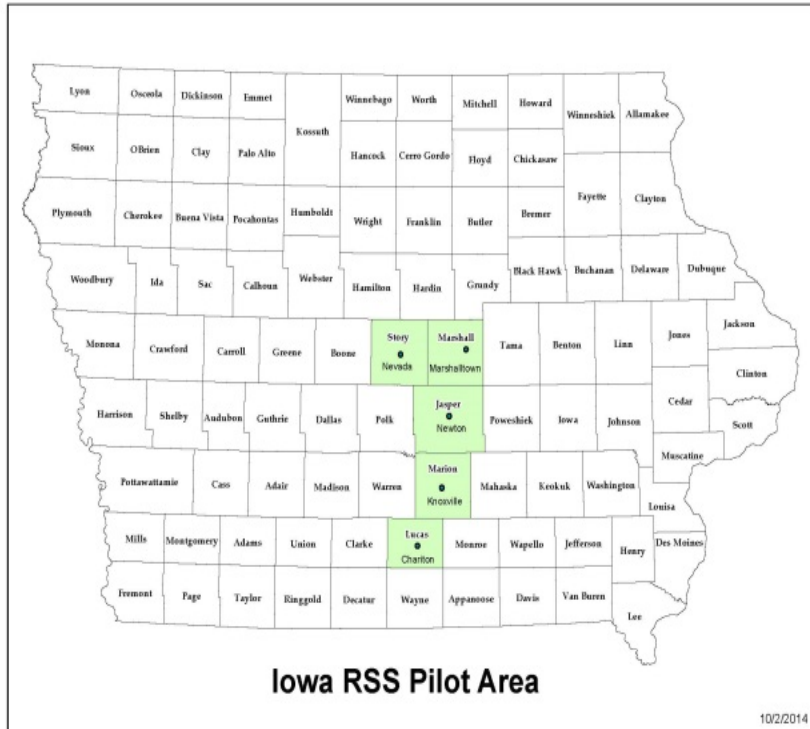 Lyon Osceola Dickinson Emmet Winnebago Worth Mitchell Howard Winneshiek Allamakee
Kossuth
Sioux OBrien Clay Palo Alto Hancock Cerro Gordo Floyd Chickasaw
Fayette Clayton
Plymouth Cherokee Buena Vista Pocahontas Humboldt Wright Franklin Butler Bremer
Woodbury Ida Sac Calhoun Webster Hamilton Hardin Grundy Black Hawk Buchanan Delaware Dubuque
Jackson
Monona Crawford Carroll Greene Boone Story Marshall Tama Benton Linn Jones
Nevada Marshalltown
Clinton
Cedar
Harrison Shelby Audubon Guthrie Dallas Polk Jasper Poweshiek Iowa Johnson Scott
Newton
Muscatine
Pottawattamie Cass Adair Madison Warren Marion Mahaska Keokuk Washington
Knoxville
Louisa
Mills Montgomery Adams Union Clarke Lucas Monroe Wapello Jefferson Henry Des Moines
Chariton
Fremont Page Taylor Ringgold Decatur Wayne Appanoose Davis Van Buren
Lee
Iowa RSS Pilot Area
10/2/2014